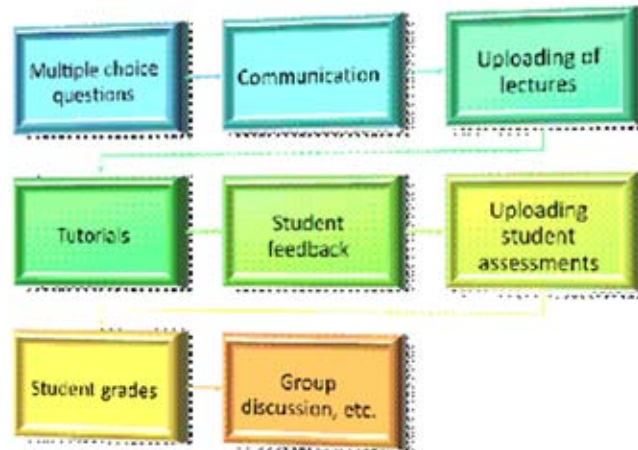 Multiple choice
questions
Communication
Uploading of
lectures
Tutorials
Student
feedback
Uploading
student
assessments
Student grades
Group
discussion, etc.